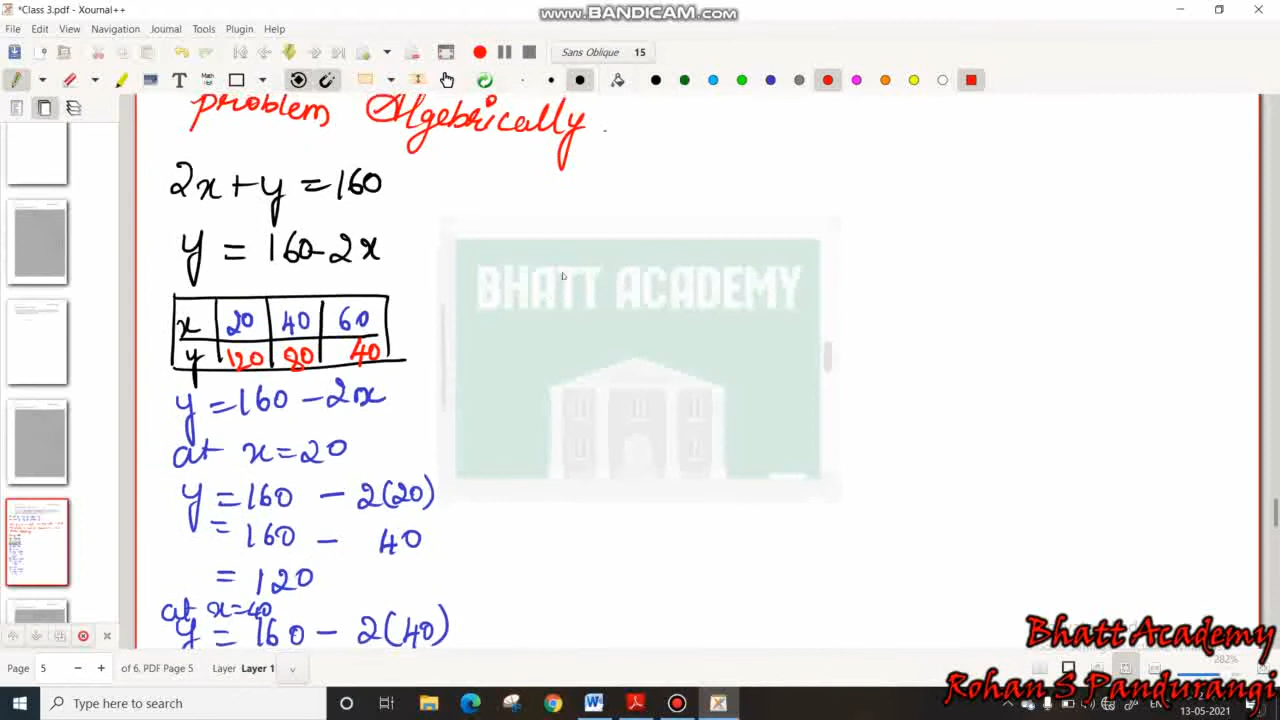 *Class 3.pdf - Xournal++
www.BANDICAM.com
File Edit View Navigation Journal Tools Plugin Help
Sans Oblique 15
problem Algebrically.
2x+y=160
y = 160-2x
BHATT ACADEMY
x 20 40 60
y 120 80 40
y=160-2x
at x=20
y=160 - 2(20)
= 160 - 40
= 120
at x=40
y = 160 - 2(40)
Bhatt Academy
Page 5 of 6. PDF Page 5 Layer Layer 1
282%
Rohan S Pandurangi
Type here to search
13-05-2021